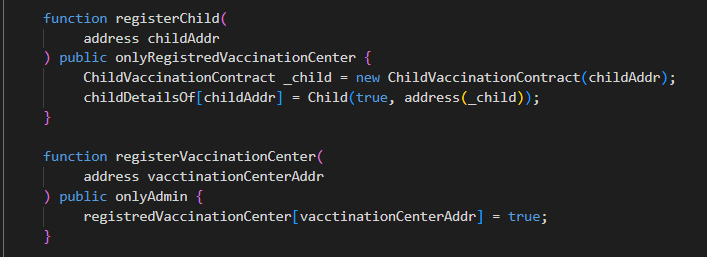 function registerChild(
address childAddr
) public onlyRegistredVaccinationCenter {
ChildVaccinationContract _child = new ChildVaccinationContract(childAddr);
childDetailsOf[childAddr] = Child(true, address(_child));
}
function registerVaccinationCenter(
address vacctinationCenterAddr
) public onlyAdmin {
registredVaccinationCenter[vacctinationCenterAddr] = true;
}